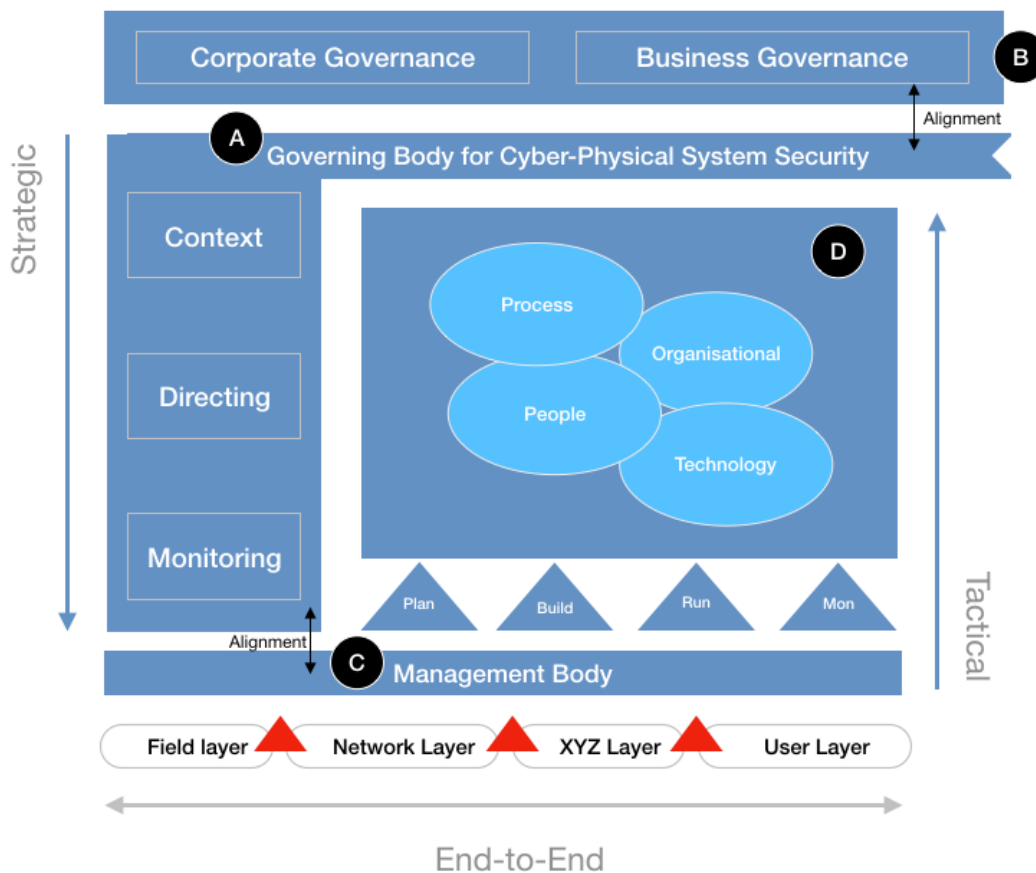 Corporate Governance
Business Governance
B
Alignment
A
Governing Body for Cyber-Physical System Security
Strategic
Context
Directing
Monitoring
D
Process
Organisational
People
Technology
Plan
Build
Run
Mon
Tactical
Alignment
C
Management Body
Field layer
Network Layer
XYZ Layer
User Layer
End-to-End